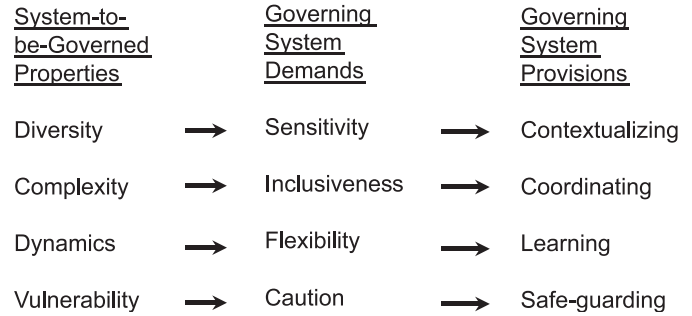 System-to-
be-Governed
Properties
Governing
System
Demands
Governing
System
Provisions
Diversity → Sensitivity → Contextualizing
Complexity → Inclusiveness → Coordinating
Dynamics → Flexibility → Learning
Vulnerability → Caution → Safe-guarding